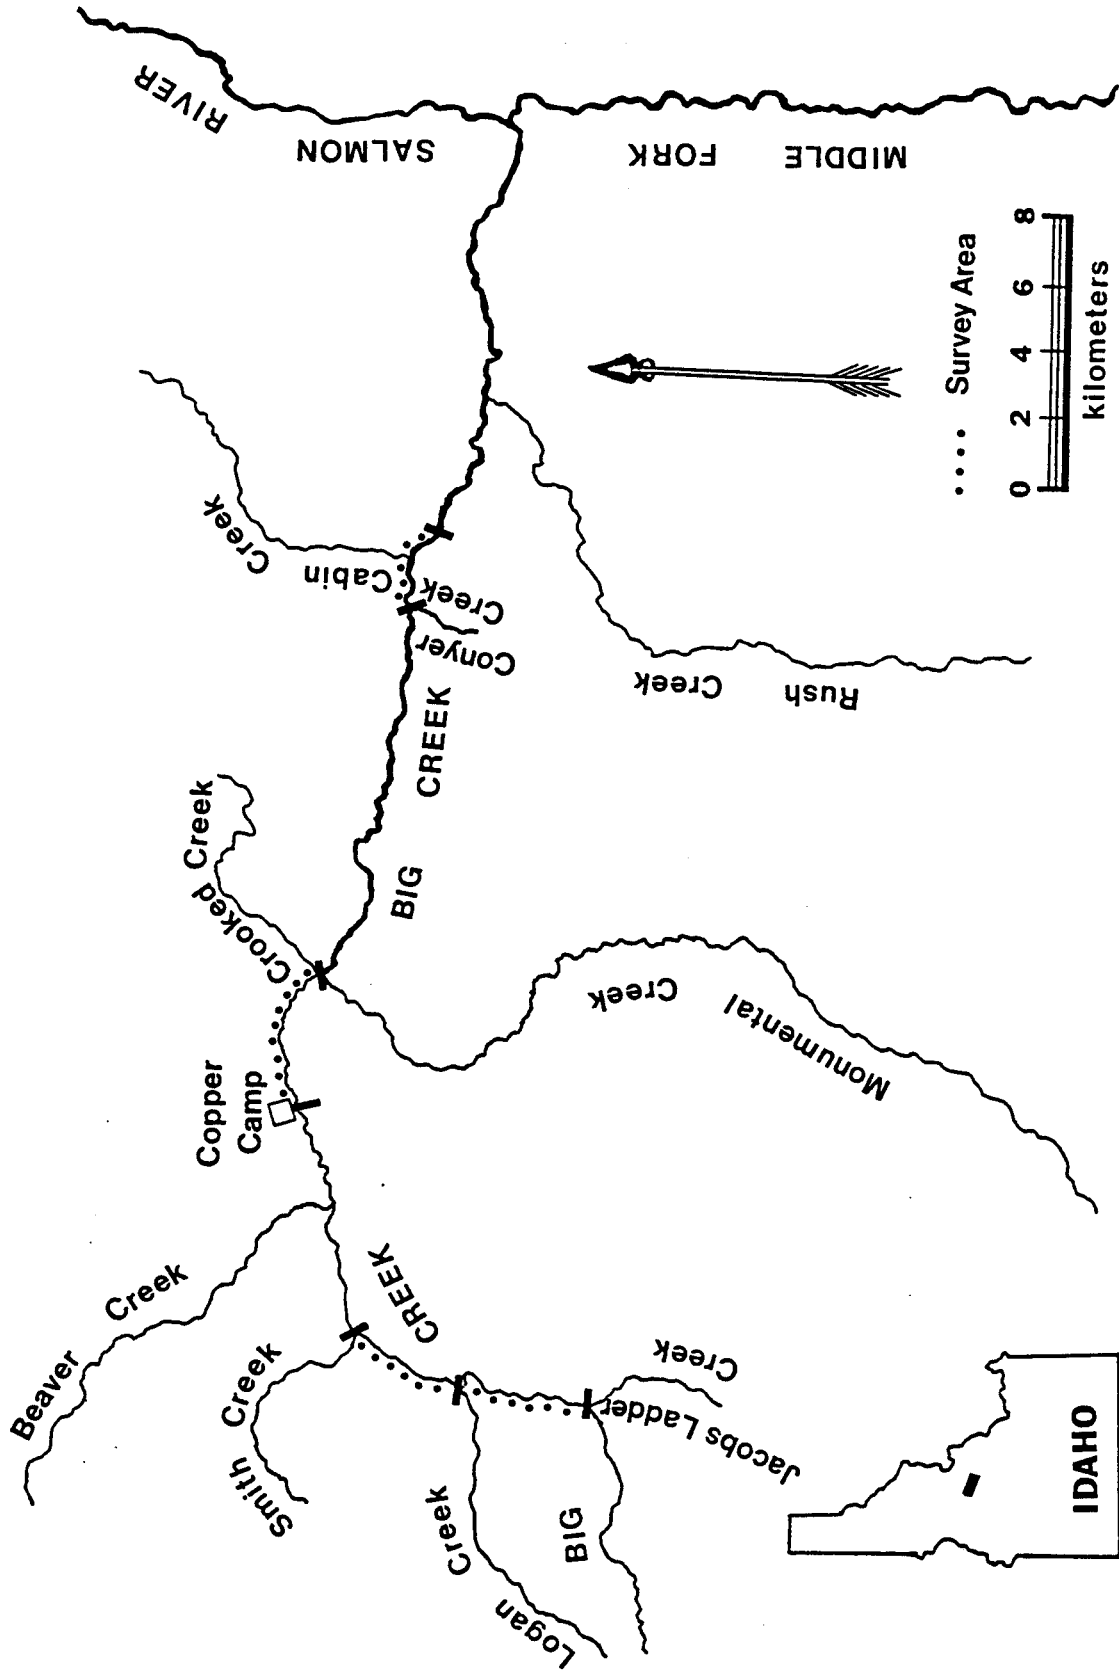 RIVER
SALMON
FORK
MIDDLE
Creek
Cabin
Conyer
Creek
Rush
Creek
BIG
CREEK
Crooked Creek
Copper
Camp
Monumental
Creek
Beaver
Creek
Smith
Creek
CREEK
Logan
Creek
BIG
Jacobs Ladder
Creek
Survey Area
0 2 4 6 8
kilometers
IDAHO